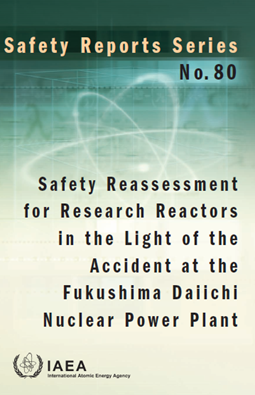 Safety Reports Series
No. 80
Safety Reassessment
for Research Reactors
in the Light of the
Accident at the
Fukushima Daiichi
Nuclear Power Plant
IAEA
International Atomic Energy Agency